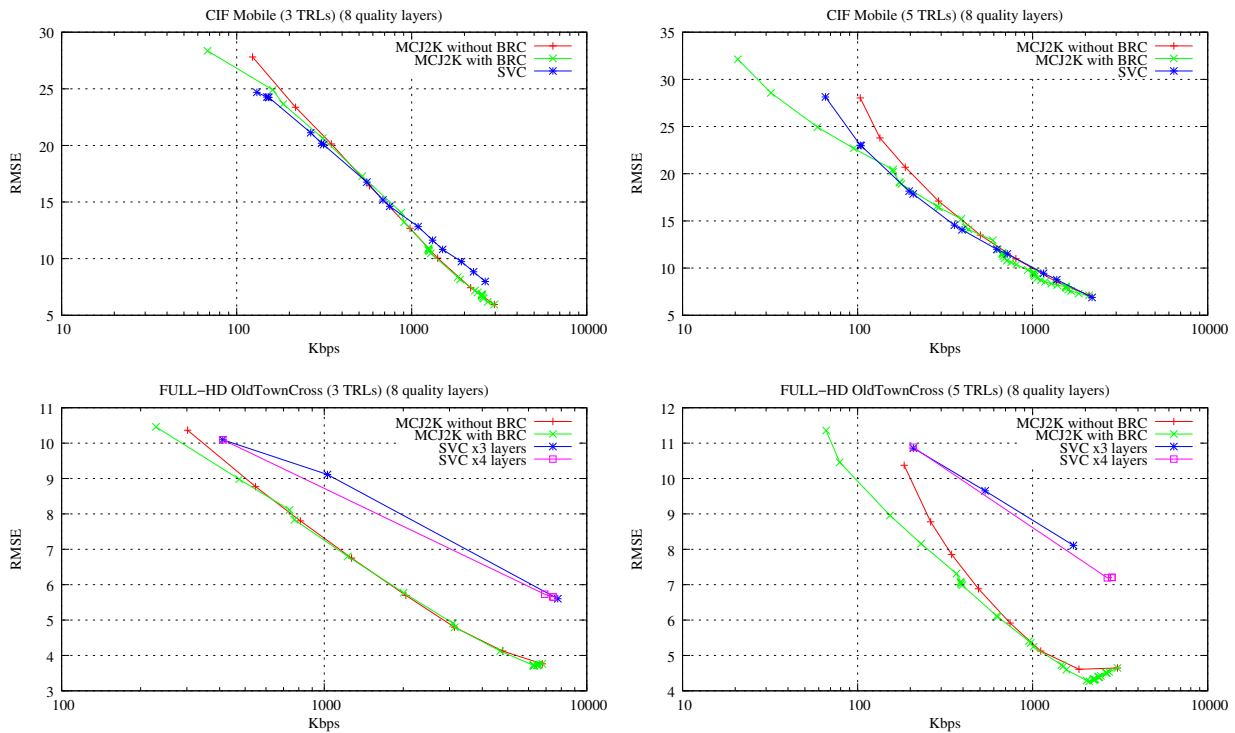 CIF Mobile (3 TRLs) (8 quality layers)
30
25
20
15
10
5
10
100
1000
10000
RMSE
Kbps
MCJ2K without BRC
MCJ2K with BRC
SVC
CIF Mobile (5 TRLs) (8 quality layers)
35
30
25
20
15
10
5
10
100
1000
10000
RMSE
Kbps
MCJ2K without BRC
MCJ2K with BRC
SVC
FULL−HD OldTownCross (3 TRLs) (8 quality layers)
11
10
9
8
7
6
5
4
3
100
1000
10000
RMSE
Kbps
MCJ2K without BRC
MCJ2K with BRC
SVC x3 layers
SVC x4 layers
FULL−HD OldTownCross (5 TRLs) (8 quality layers)
12
11
10
9
8
7
6
5
4
10
100
1000
10000
RMSE
Kbps
MCJ2K without BRC
MCJ2K with BRC
SVC x3 layers
SVC x4 layers